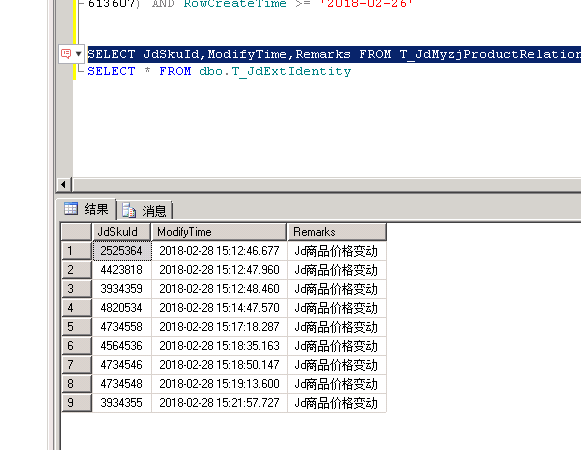 613607) AND RowCreateTime >= '2018-02-26'
SELECT JdSkuId,ModifyTime,Remarks FROM T_JdMyzjProductRelation
SELECT * FROM dbo.T_JdExtIdentity
结果 消息
JdSkuId ModifyTime Remarks
1 2525364 2018-02-28 15:12:46.677 Jd商品价格变动
2 4423818 2018-02-28 15:12:47.960 Jd商品价格变动
3 3934359 2018-02-28 15:12:48.460 Jd商品价格变动
4 4820534 2018-02-28 15:14:47.570 Jd商品价格变动
5 4734558 2018-02-28 15:17:18.287 Jd商品价格变动
6 4564536 2018-02-28 15:18:35.163 Jd商品价格变动
7 4734546 2018-02-28 15:18:50.147 Jd商品价格变动
8 4734548 2018-02-28 15:19:13.600 Jd商品价格变动
9 3934355 2018-02-28 15:21:57.727 Jd商品价格变动